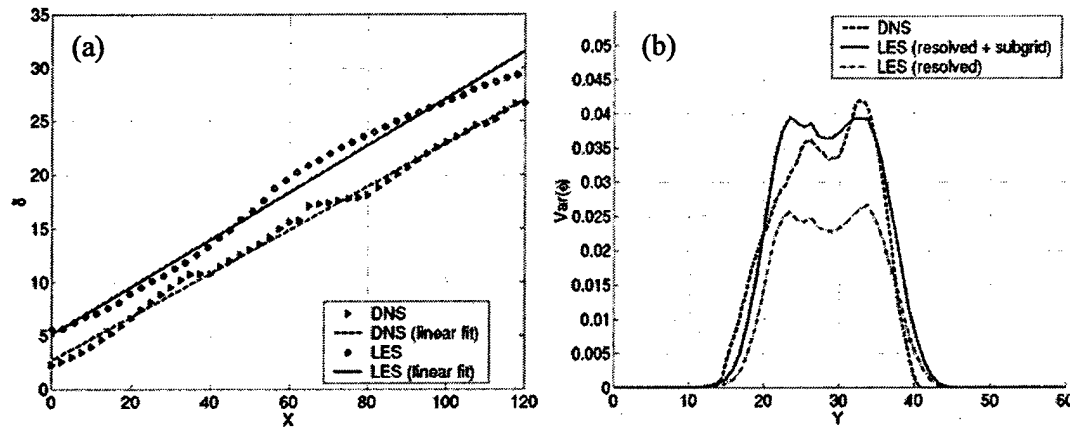 (a)
35
30
25
20
15
10
5
0
δ
0 20 40 60 80 100 120
X
DNS
DNS (linear fit)
LES
LES (linear fit)
(b)
0.05
0.045
0.04
0.035
0.03
0.025
0.02
0.015
0.01
0.005
0
0 10 20 30 40 50 60
Y
DNS
LES (resolved + subgrid)
LES (resolved)